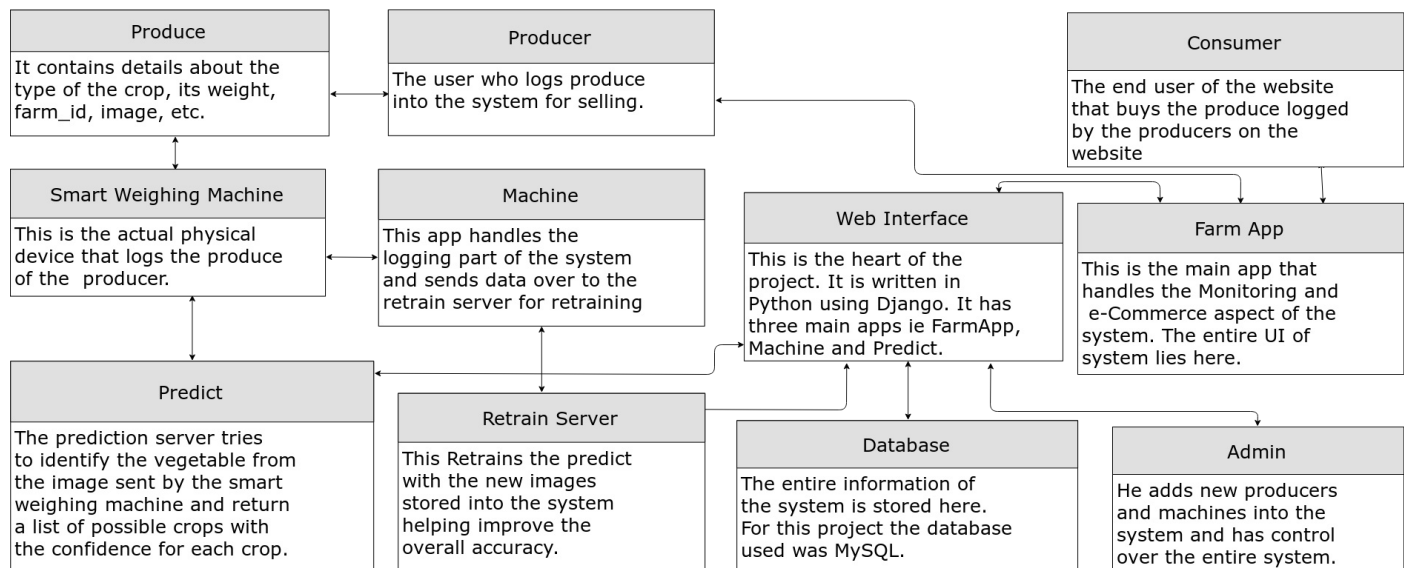 Produce
It contains details about the
type of the crop, its weight,
farm_id, image, etc.
Producer
The user who logs produce
into the system for selling.
Consumer
The end user of the website
that buys the produce logged
by the producers on the
website
Smart Weighing Machine
This is the actual physical
device that logs the produce
of the  producer.
Machine
This app handles the
logging part of the system
and sends data over to the
retrain server for retraining
Web Interface
This is the heart of the
project. It is written in
Python using Django. It has
three main apps ie FarmApp,
Machine and Predict.
Farm App
This is the main app that
handles the Monitoring and
e-Commerce aspect of the
system. The entire UI of
system lies here.
Predict
The prediction server tries
to identify the vegetable from
the image sent by the smart
weighing machine and return
a list of possible crops with
the confidence for each crop.
Retrain Server
This Retrains the predict
with the new images
stored into the system
helping improve the
overall accuracy.
Database
The entire information of
the system is stored here.
For this project the database
used was MySQL.
Admin
He adds new producers
and machines into the
system and has control
over the entire system.